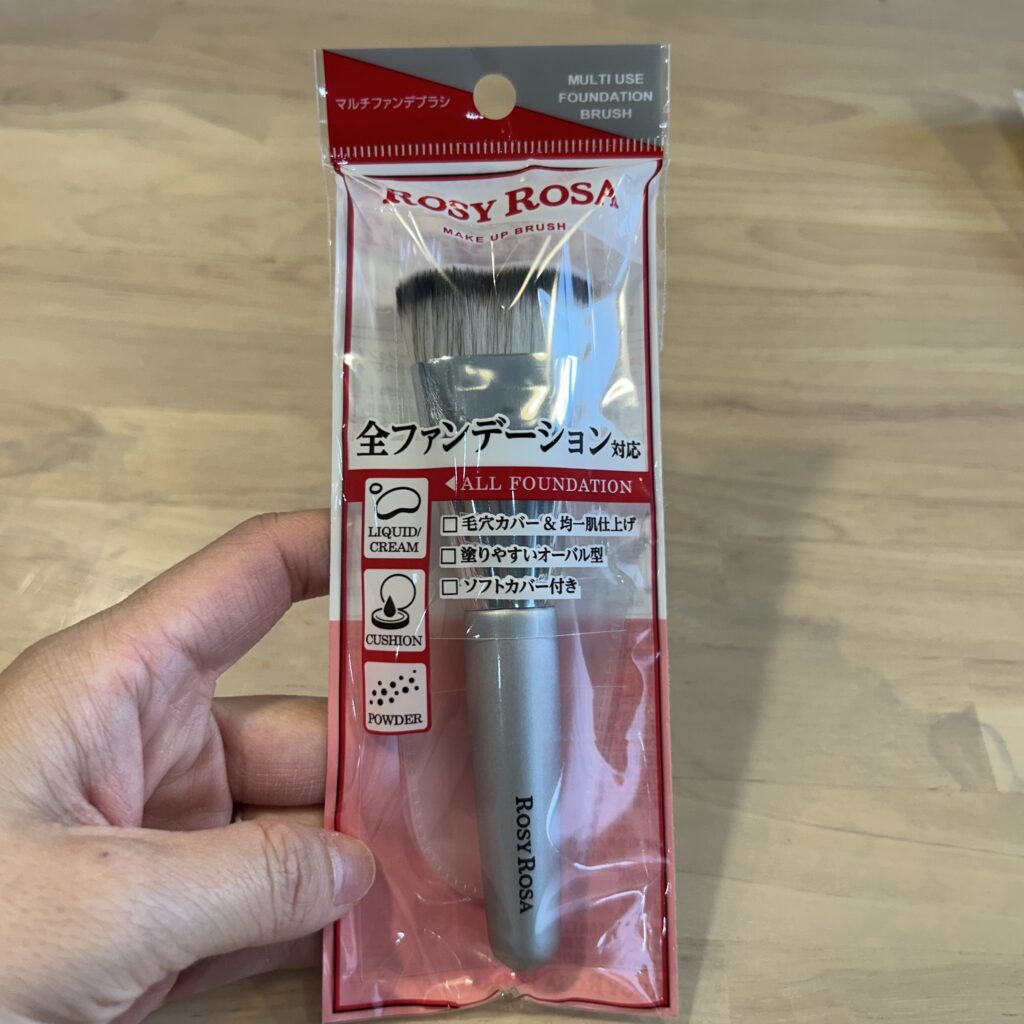 マルチファンデブラシ
MULTI USE
FOUNDATION
BRUSH
ROSY ROSA
MAKE UP BRUSH
全ファンデーション対応
ALL FOUNDATION
LIQUID/
CREAM
□毛穴カバー&均一肌仕上げ
□塗りやすいオーバル型
□ソフトカバー付き
CUSHION
POWDER
ROSY ROSA